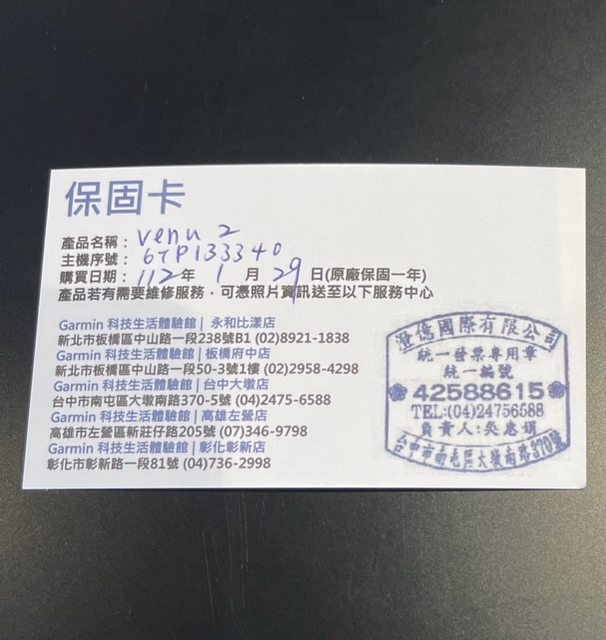 保固卡
產品名稱：Venu 2
主機序號：6TP133340
購買日期：112年 1 月 29 日(原廠保固一年)
產品若有需要維修服務，可憑照片資訊送至以下服務中心
Garmin 科技生活體驗館｜ 永和比漾店
新北市板橋區中山路一段238號B1 (02)8921-1838
Garmin 科技生活體驗館｜板橋府中店
新北市板橋區中山路一段50-3號1樓 (02)2958-4298
Garmin 科技生活體驗館｜台中大墩店
台中市南屯區大墩南路370-5號 (04)2475-6588
Garmin 科技生活體驗館｜高雄左營店
高雄市左營區新莊仔路205號 (07)346-9798
Garmin 科技生活體驗館｜彰化彰新店
彰化市彰新路一段81號 (04)736-2998
澄億國際有限公司
統一發票專用章
統一編號
42588615
TEL:(04)24756588
負責人:吳惠娟
台中市南屯區大墩南路370號